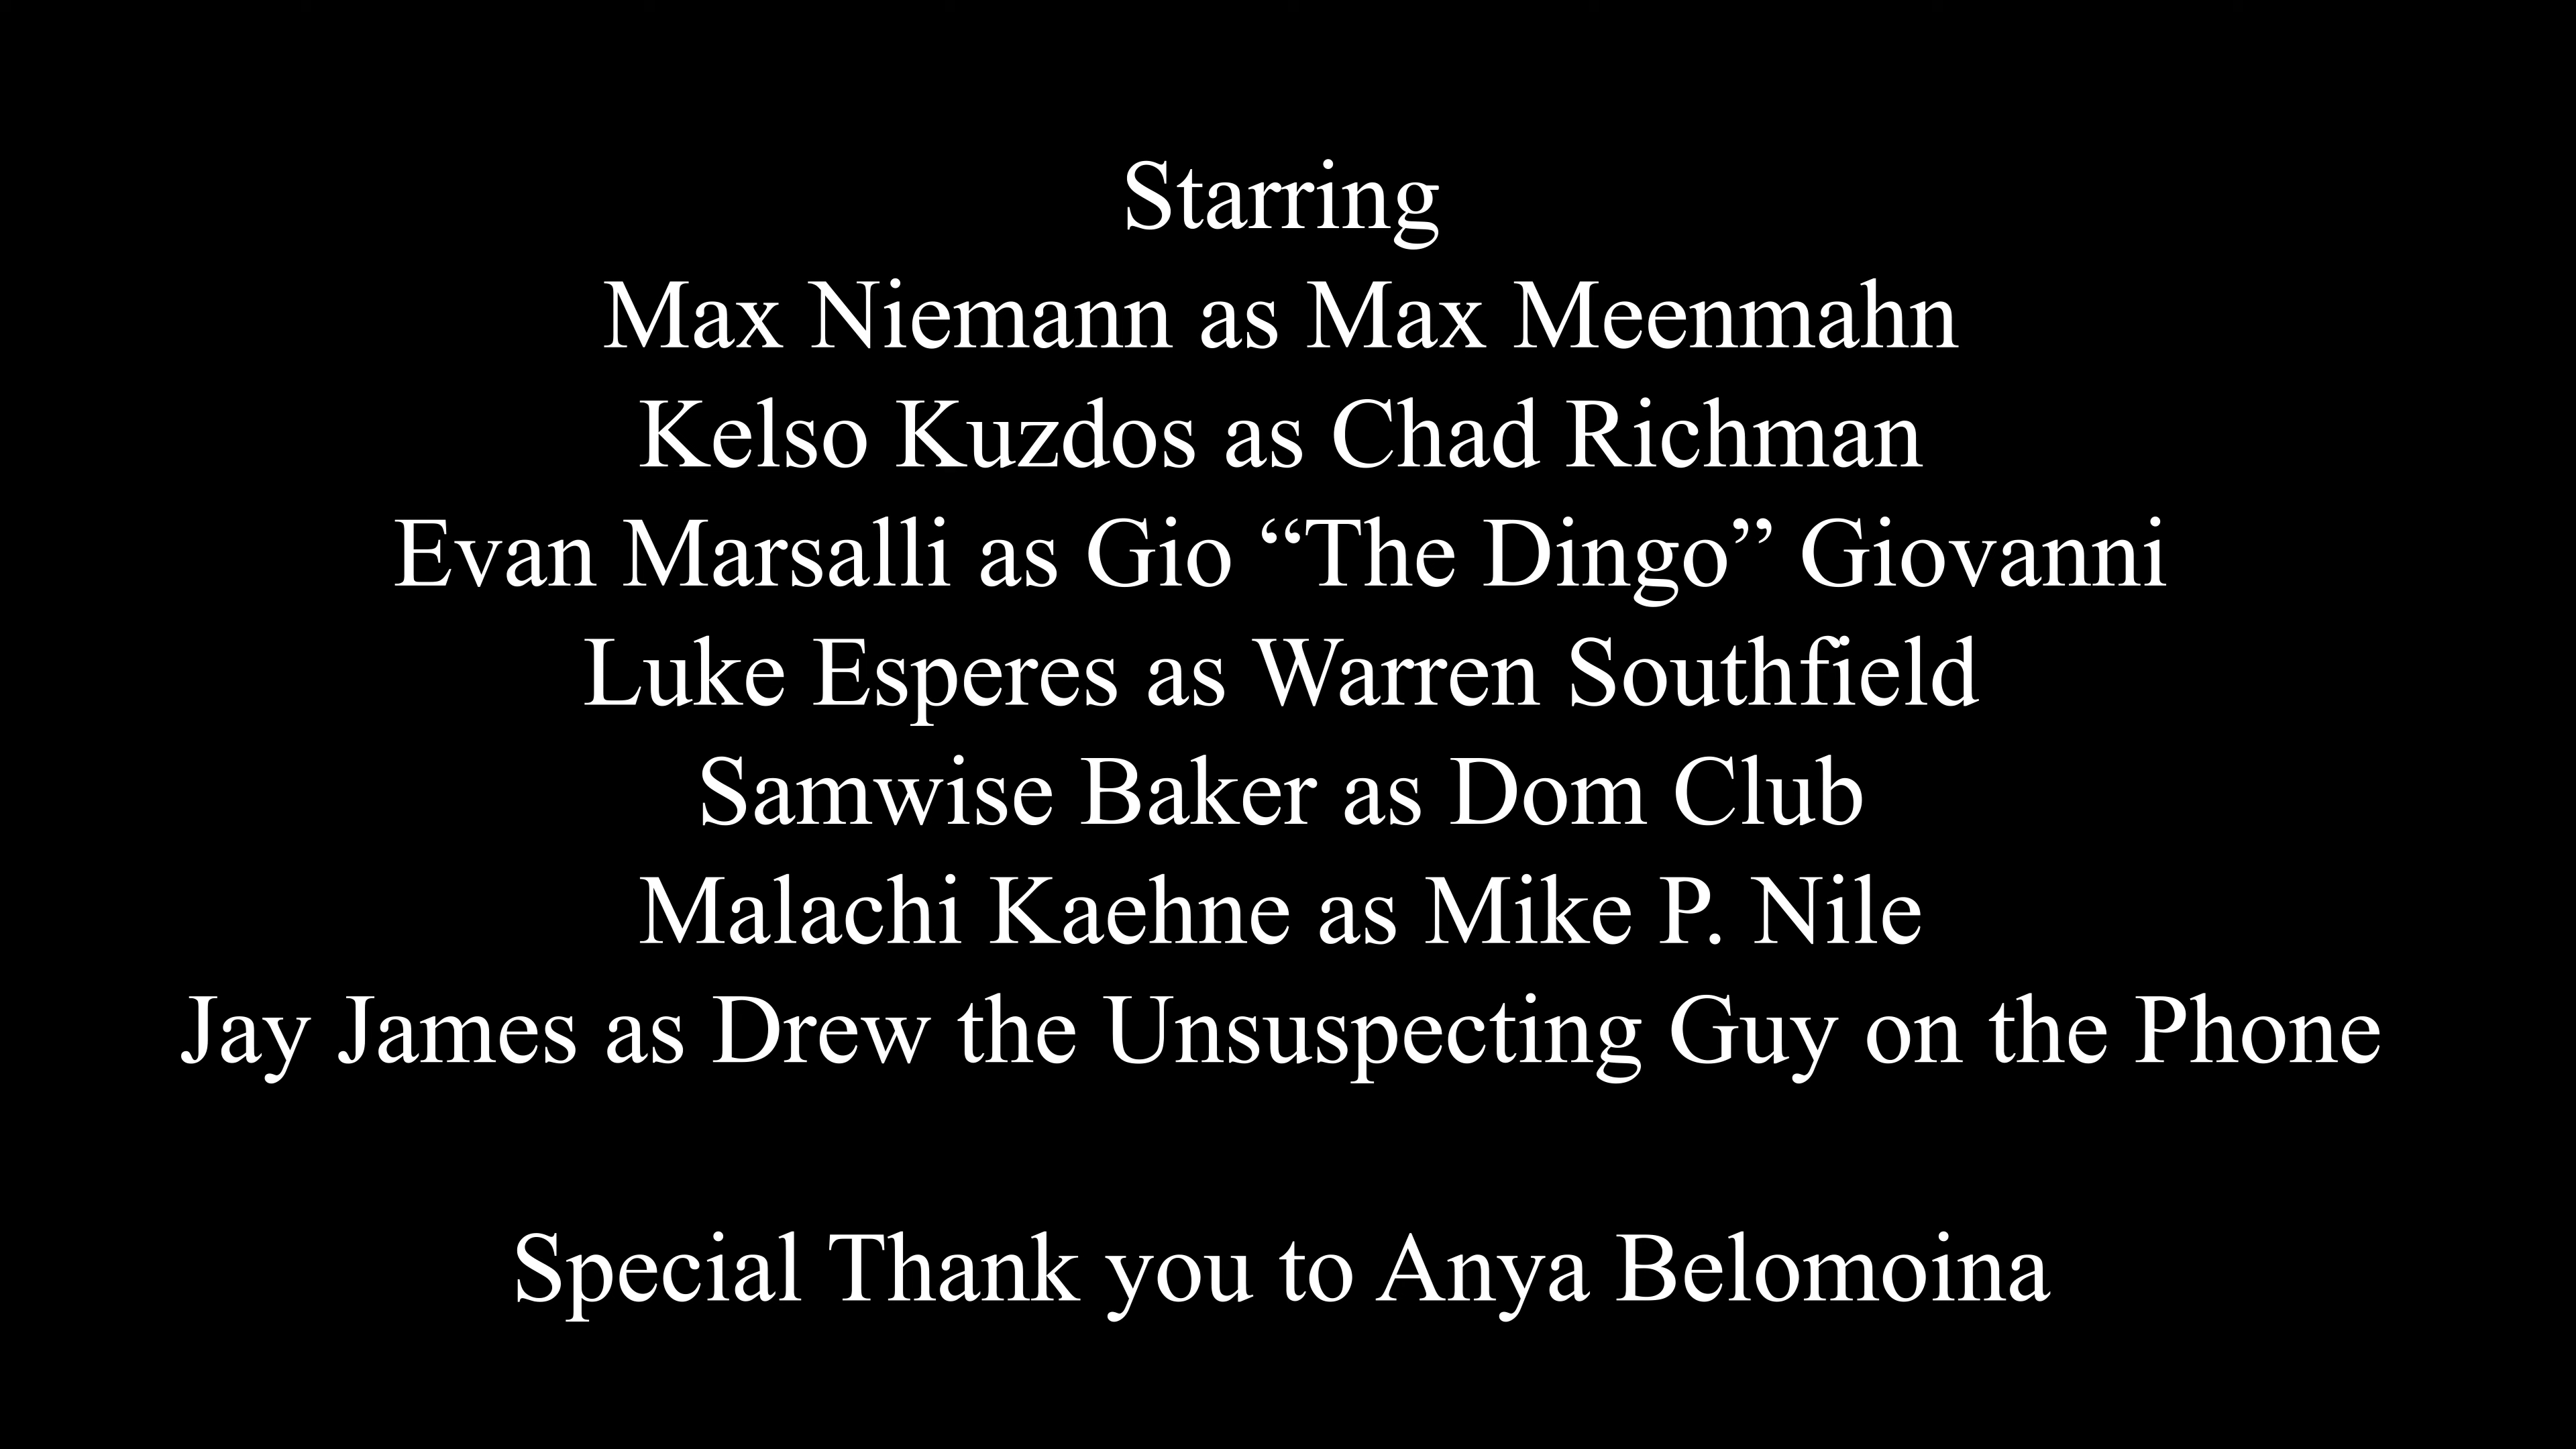 Starring
Max Niemann as Max Meenmahn
Kelso Kuzdos as Chad Richman
Evan Marsalli as Gio “The Dingo” Giovanni
Luke Esperes as Warren Southfield
Samwise Baker as Dom Club
Malachi Kaehne as Mike P. Nile
Jay James as Drew the Unsuspecting Guy on the Phone
Special Thank you to Anya Belomoina